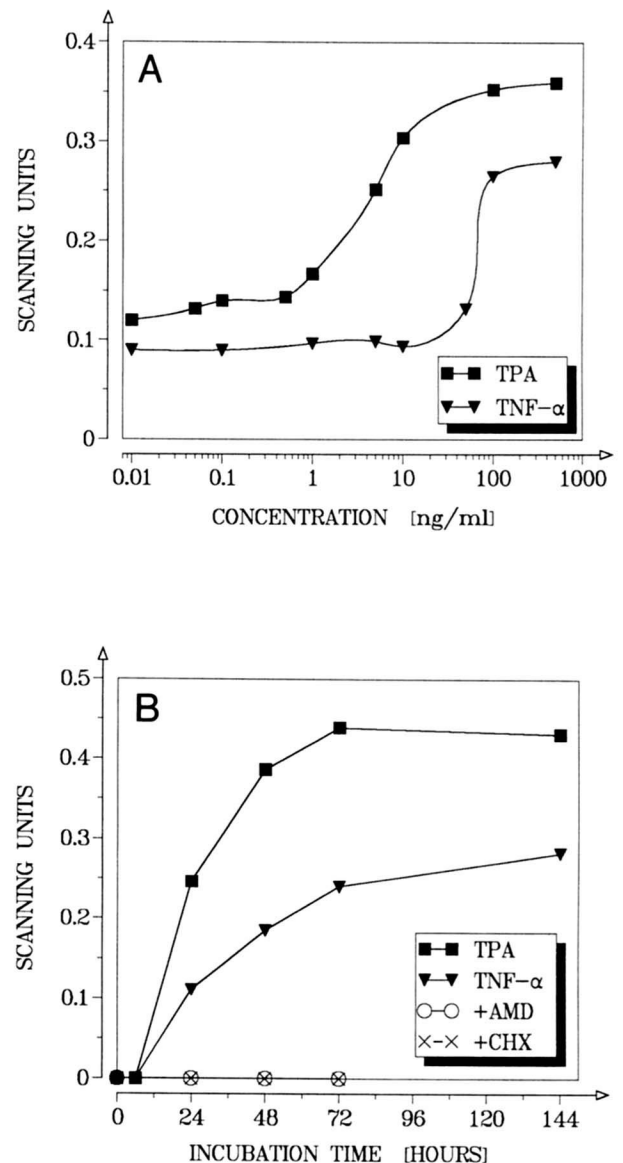 A
0.4
0.3
0.2
0.1
0
SCANNING UNITS
TPA
TNF-α
0.01 0.1 1 10 100 1000
CONCENTRATION [ng/ml]
B
0.5
0.4
0.3
0.2
0.1
0
SCANNING UNITS
TPA
TNF-α
+AMD
+CHX
0 24 48 72 96 120 144
INCUBATION TIME [HOURS]